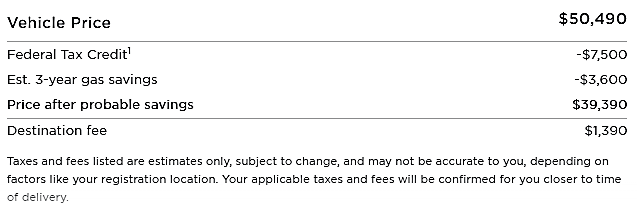 Vehicle Price $50,490
Federal Tax Credit¹ -$7,500
Est. 3-year gas savings -$3,600
Price after probable savings $39,390
Destination fee $1,390
Taxes and fees listed are estimates only, subject to change, and may not be accurate to you, depending on
factors like your registration location. Your applicable taxes and fees will be confirmed for you closer to time
of delivery.